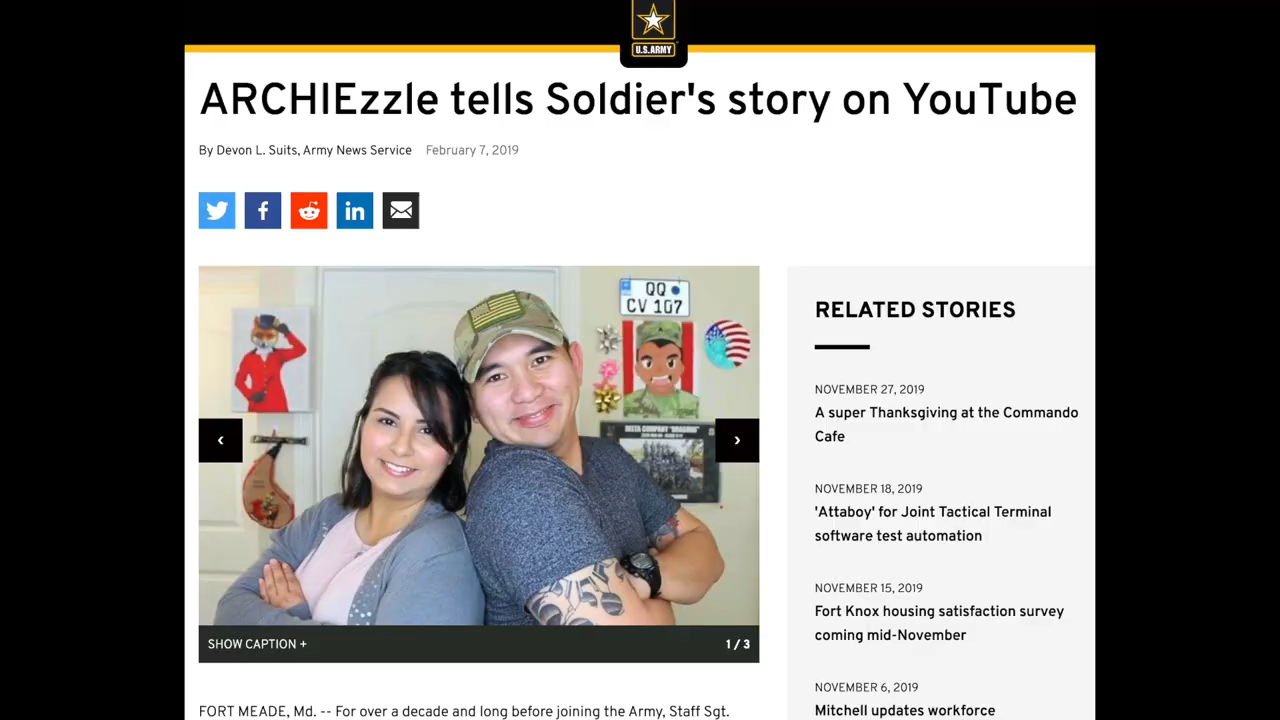 U.S.ARMY
ARCHIEzzle tells Soldier's story on YouTube
By Devon L. Suits, Army News Service February 7, 2019
QQ
CV 107
DELTA COMPANY "DRAGONS"
RELATED STORIES
NOVEMBER 27, 2019
A super Thanksgiving at the Commando
Cafe
NOVEMBER 18, 2019
'Attaboy' for Joint Tactical Terminal
software test automation
NOVEMBER 15, 2019
Fort Knox housing satisfaction survey
coming mid-November
NOVEMBER 6, 2019
Mitchell updates workforce
SHOW CAPTION + 1 / 3
FORT MEADE, Md. -- For over a decade and long before joining the Army, Staff Sgt.